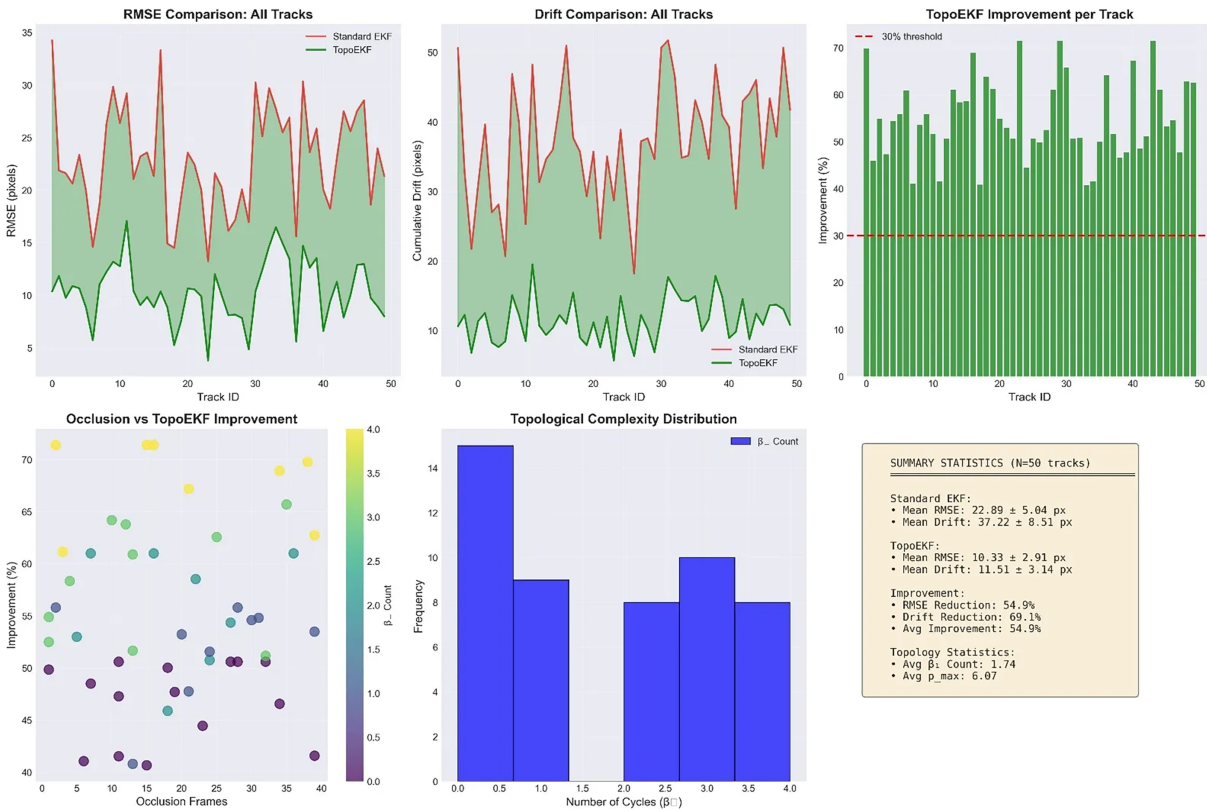 RMSE Comparison: All Tracks
Standard EKF
TopoEKF
RMSE (pixels)
35
30
25
20
15
10
5
0 10 20 30 40 50
Track ID
Drift Comparison: All Tracks
Cumulative Drift (pixels)
50
40
30
20
10
Standard EKF
TopoEKF
0 10 20 30 40 50
Track ID
TopoEKF Improvement per Track
30% threshold
Improvement (%)
70
60
50
40
30
20
10
0
0 10 20 30 40 50
Track ID
Occlusion vs TopoEKF Improvement
Improvement (%)
70
65
60
55
50
45
40
0 5 10 15 20 25 30 35 40
Occlusion Frames
4.0
3.5
3.0
2.5
2.0
1.5
1.0
0.5
0.0
β₋ Count
Topological Complexity Distribution
β₋ Count
Frequency
14
12
10
8
6
4
2
0
0.0 0.5 1.0 1.5 2.0 2.5 3.0 3.5 4.0
Number of Cycles (β□)
SUMMARY STATISTICS (N=50 tracks)
Standard EKF:
• Mean RMSE: 22.89 ± 5.04 px
• Mean Drift: 37.22 ± 8.51 px
TopoEKF:
• Mean RMSE: 10.33 ± 2.91 px
• Mean Drift: 11.51 ± 3.14 px
Improvement:
• RMSE Reduction: 54.9%
• Drift Reduction: 69.1%
• Avg Improvement: 54.9%
Topology Statistics:
• Avg β₁ Count: 1.74
• Avg p_max: 6.07